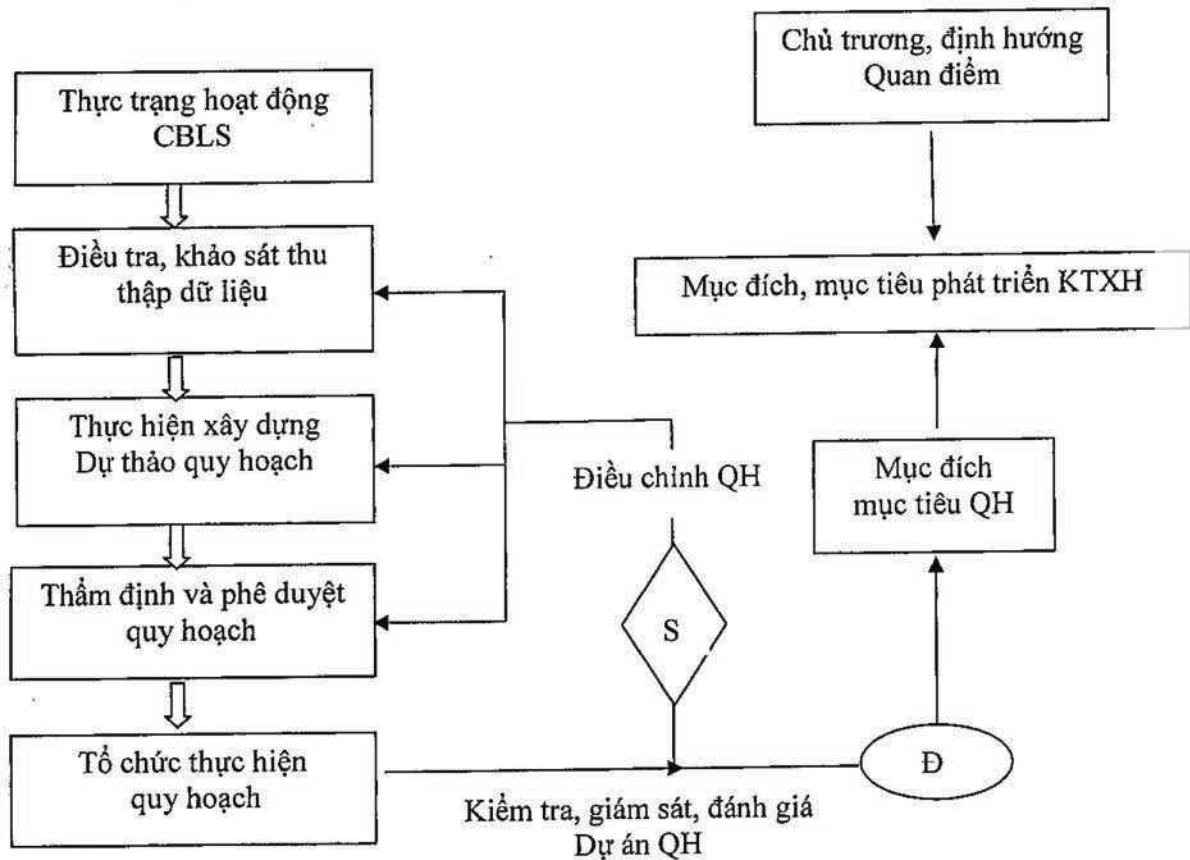 Chủ trương, định hướng
Quan điểm
Thực trạng hoạt động
CBLS
Điều tra, khảo sát thu
thập dữ liệu
Mục đích, mục tiêu phát triển KTXH
Thực hiện xây dựng
Dự thảo quy hoạch
Điều chỉnh QH
Mục đích
mục tiêu QH
Thẩm định và phê duyệt
quy hoạch
S
Tổ chức thực hiện
quy hoạch
Đ
Kiểm tra, giám sát, đánh giá
Dự án QH